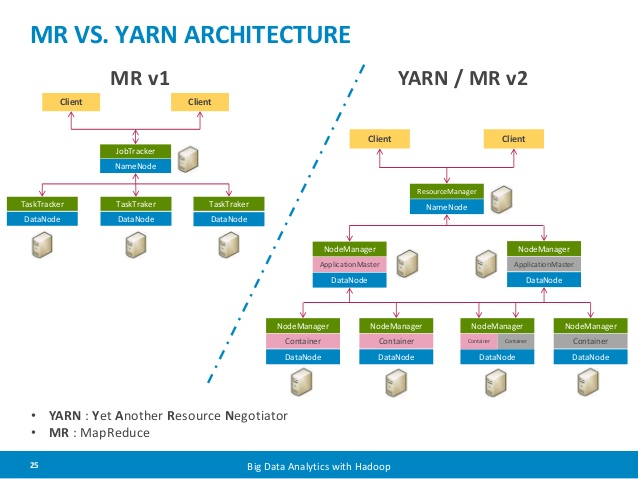 MR VS. YARN ARCHITECTURE
MR v1
Client Client
JobTracker
NameNode
TaskTracker TaskTraker TaskTraker
DataNode DataNode DataNode
YARN / MR v2
Client Client
ResourceManager
NameNode
NodeManager NodeManager
ApplicationMaster ApplicationMaster
DataNode DataNode
NodeManager NodeManager NodeManager NodeManager
Container Container Container Container Container
DataNode DataNode DataNode DataNode
• YARN : Yet Another Resource Negotiator
• MR : MapReduce
25 Big Data Analytics with Hadoop